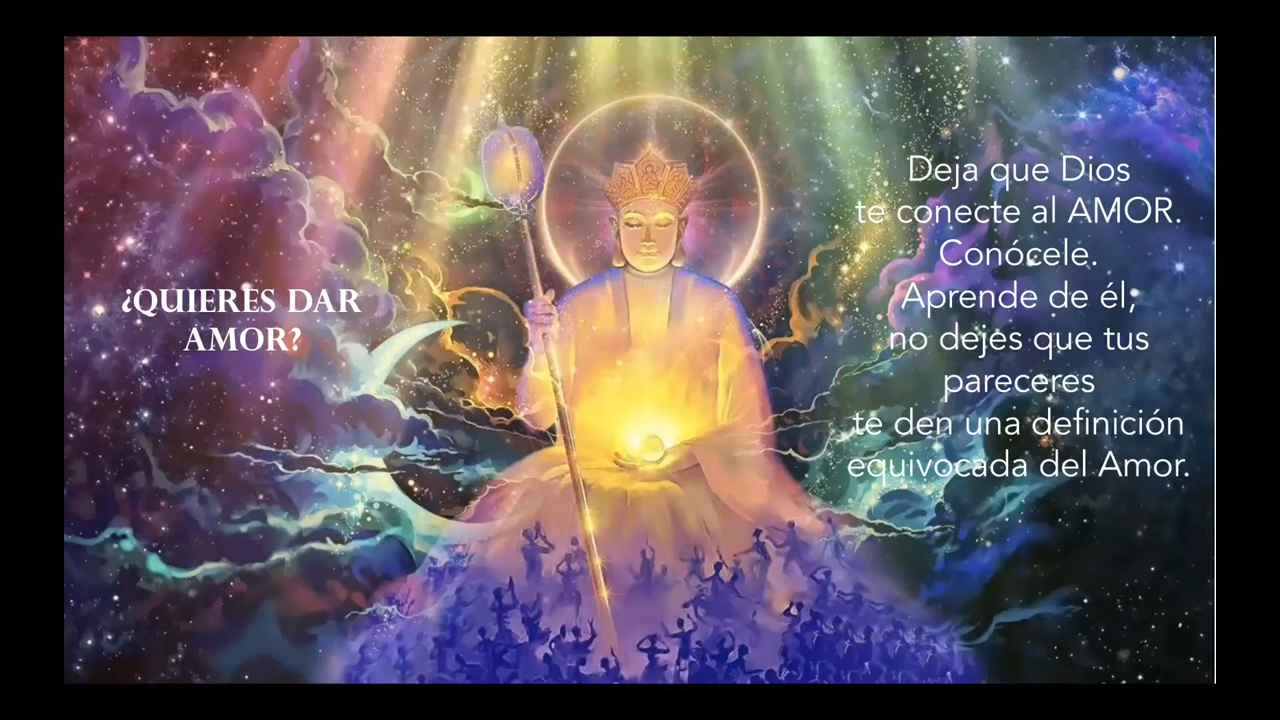 ¿QUIERES DAR
AMOR?
Deja que Dios
te conecte al AMOR.
Conócele.
Aprende de él;
no dejes que tus
pareceres
te den una definición
equivocada del Amor.